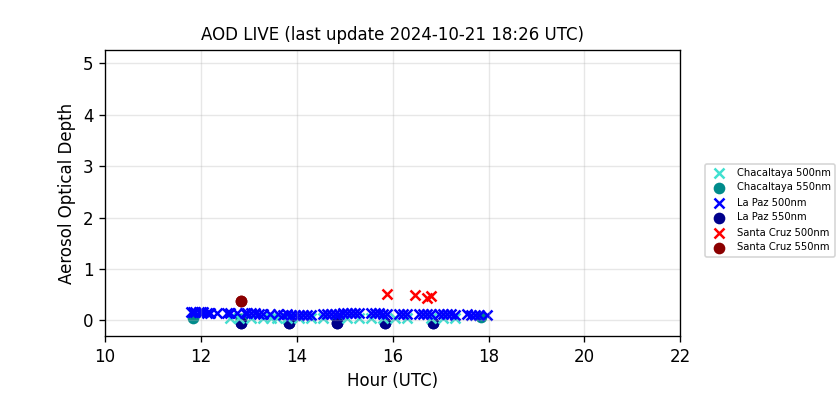 AOD LIVE (last update 2024-10-21 18:26 UTC)
Aerosol Optical Depth
5
4
3
2
1
0
10 12 14 16 18 20 22
Hour (UTC)
Chacaltaya 500nm
Chacaltaya 550nm
La Paz 500nm
La Paz 550nm
Santa Cruz 500nm
Santa Cruz 550nm